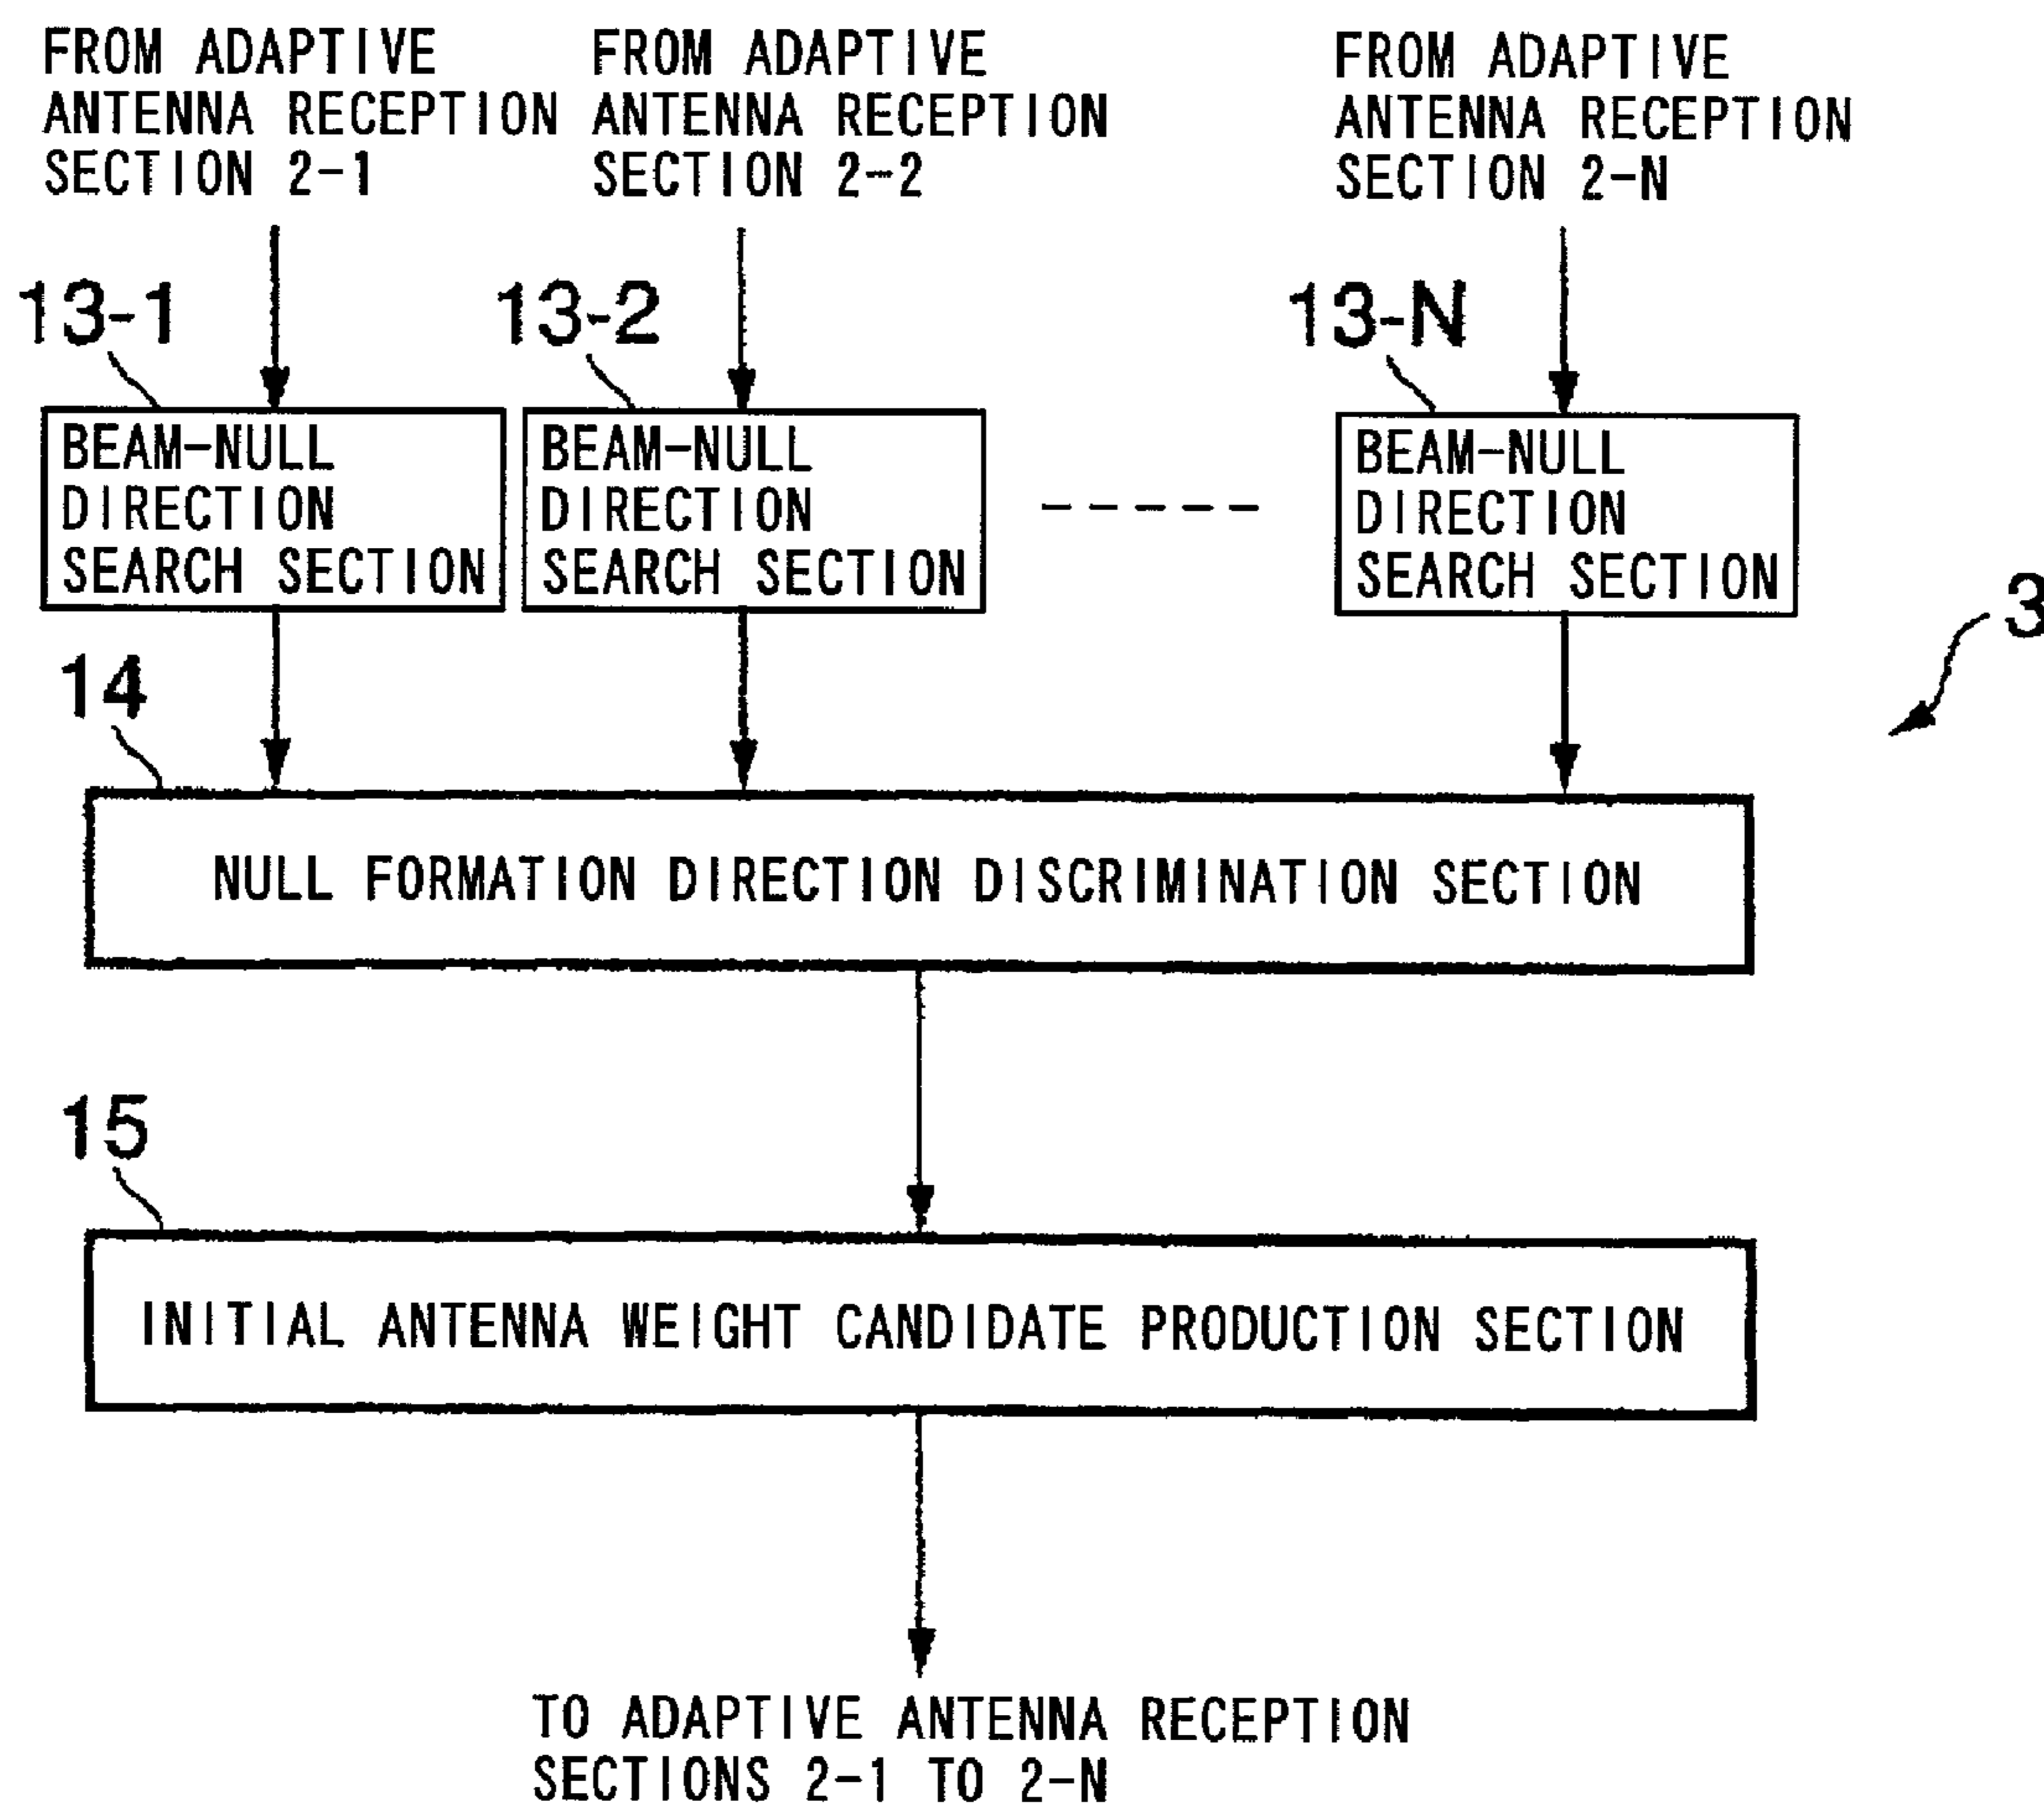 FROM ADAPTIVE
ANTENNA RECEPTION
SECTION 2-1
FROM ADAPTIVE
ANTENNA RECEPTION
SECTION 2-2
FROM ADAPTIVE
ANTENNA RECEPTION
SECTION 2-N
13-1
13-2
13-N
BEAM-NULL
DIRECTION
SEARCH SECTION
BEAM-NULL
DIRECTION
SEARCH SECTION
BEAM-NULL
DIRECTION
SEARCH SECTION
3
14
NULL FORMATION DIRECTION DISCRIMINATION SECTION
15
INITIAL ANTENNA WEIGHT CANDIDATE PRODUCTION SECTION
TO ADAPTIVE ANTENNA RECEPTION
SECTIONS 2-1 TO 2-N